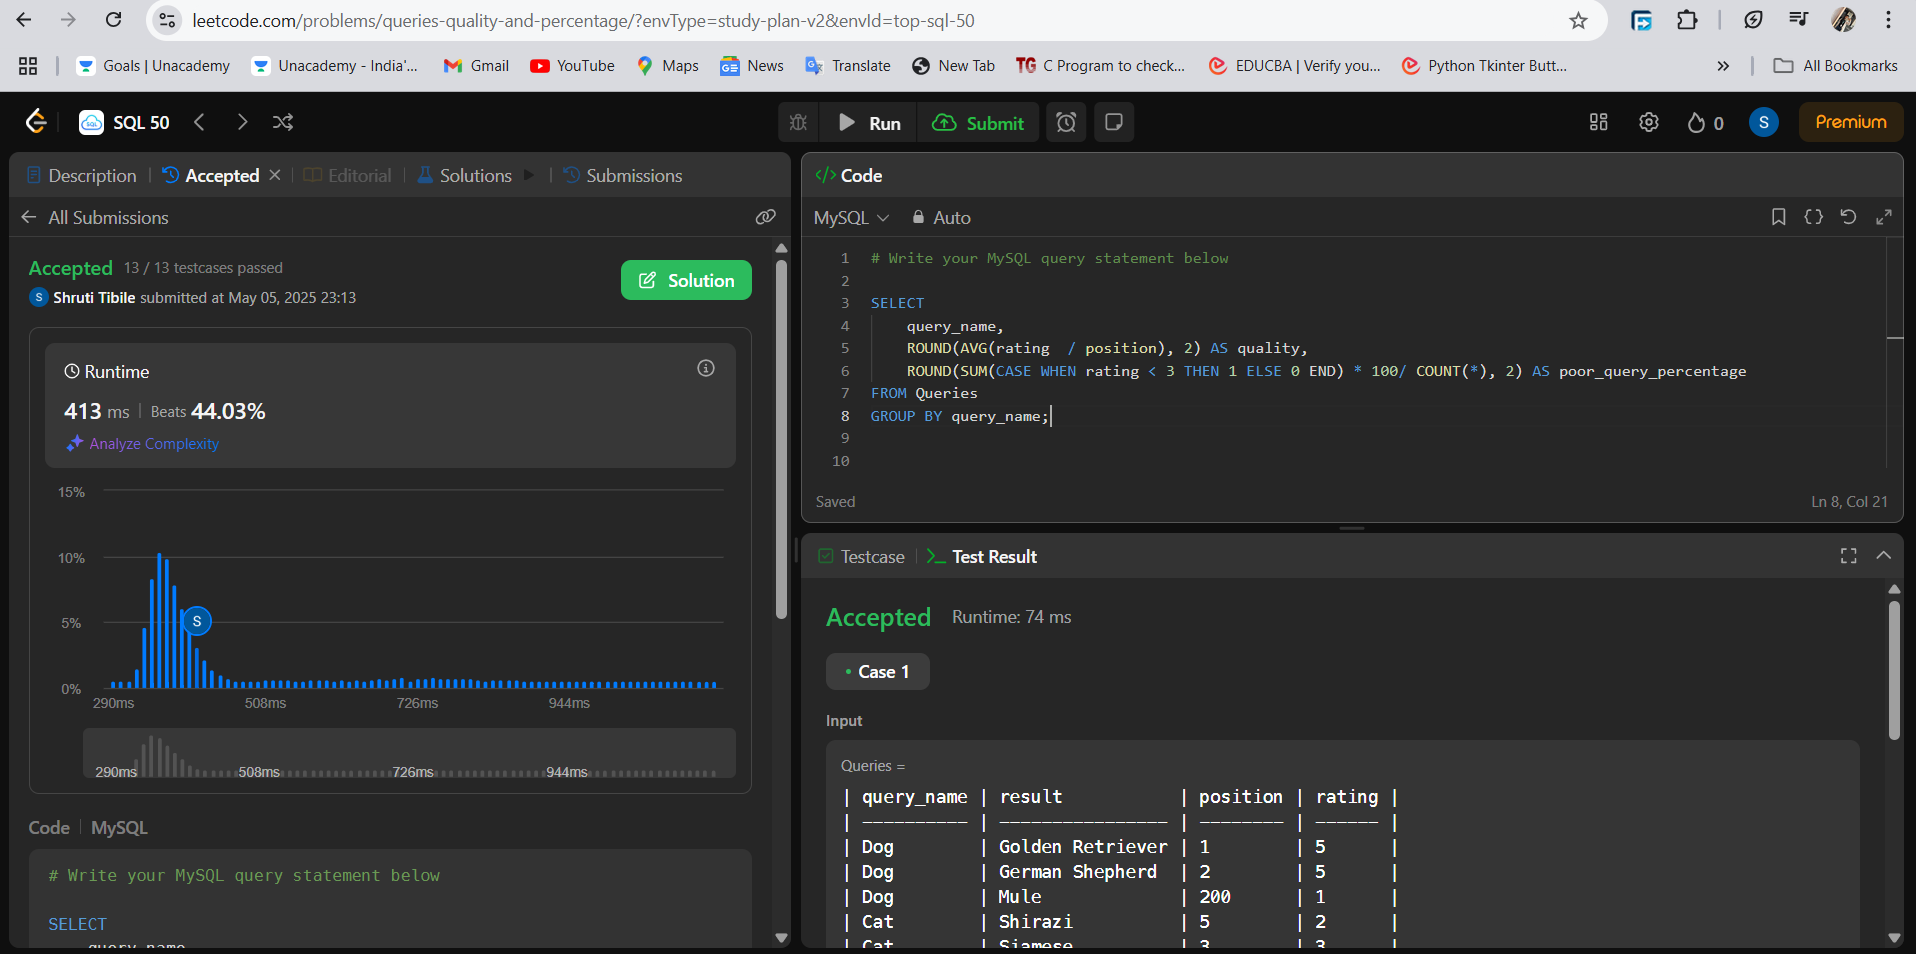 leetcode.com/problems/queries-quality-and-percentage/?envType=study-plan-v2&envId=top-sql-50
Goals | Unacademy
Unacademy - India'...
Gmail
YouTube
Maps
News
Translate
New Tab
TG C Program to check...
EDUCBA | Verify you...
Python Tkinter Butt...
»
All Bookmarks
SQL 50
Run
Submit
0
S
Premium
Description
Accepted
Editorial
Solutions
Submissions
All Submissions
Accepted 13 / 13 testcases passed
S Shruti Tibile submitted at May 05, 2025 23:13
Solution
Runtime
413 ms | Beats 44.03%
Analyze Complexity
15%
10%
5%
0%
S
290ms 508ms 726ms 944ms
290ms 508ms 726ms 944ms
Code | MySQL
# Write your MySQL query statement below
SELECT
query_name
</> Code
MySQL Auto
1 # Write your MySQL query statement below
2
3 SELECT
4 query_name,
5 ROUND(AVG(rating  / position), 2) AS quality,
6 ROUND(SUM(CASE WHEN rating < 3 THEN 1 ELSE 0 END) * 100/ COUNT(*), 2) AS poor_query_percentage
7 FROM Queries
8 GROUP BY query_name;
9
10
Saved
Ln 8, Col 21
Testcase
Test Result
Accepted Runtime: 74 ms
Case 1
Input
Queries =
| query_name | result           | position | rating |
| ---------- | ---------------- | -------- | ------ |
| Dog        | Golden Retriever | 1        | 5      |
| Dog        | German Shepherd  | 2        | 5      |
| Dog        | Mule             | 200      | 1      |
| Cat        | Shirazi          | 5        | 2      |
| Cat        | Siamese          | 3        | 3      |